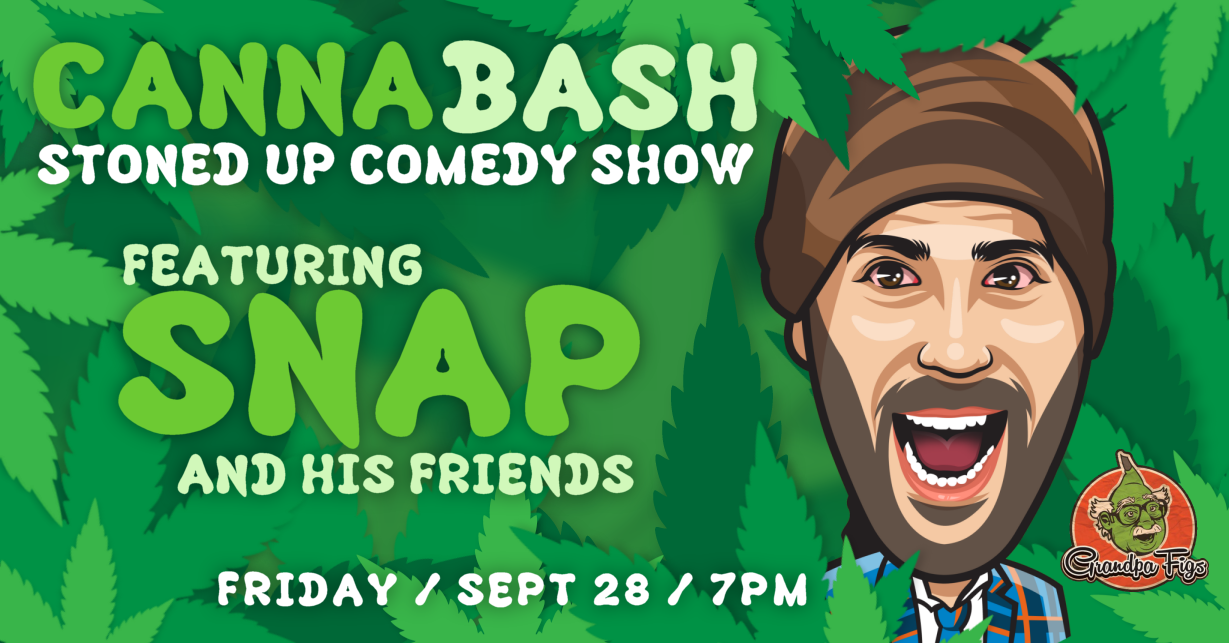 CANNABASH
STONED UP COMEDY SHOW
FEATURING
SNAP
AND HIS FRIENDS
FRIDAY / SEPT 28 / 7PM
Grandpa Figs